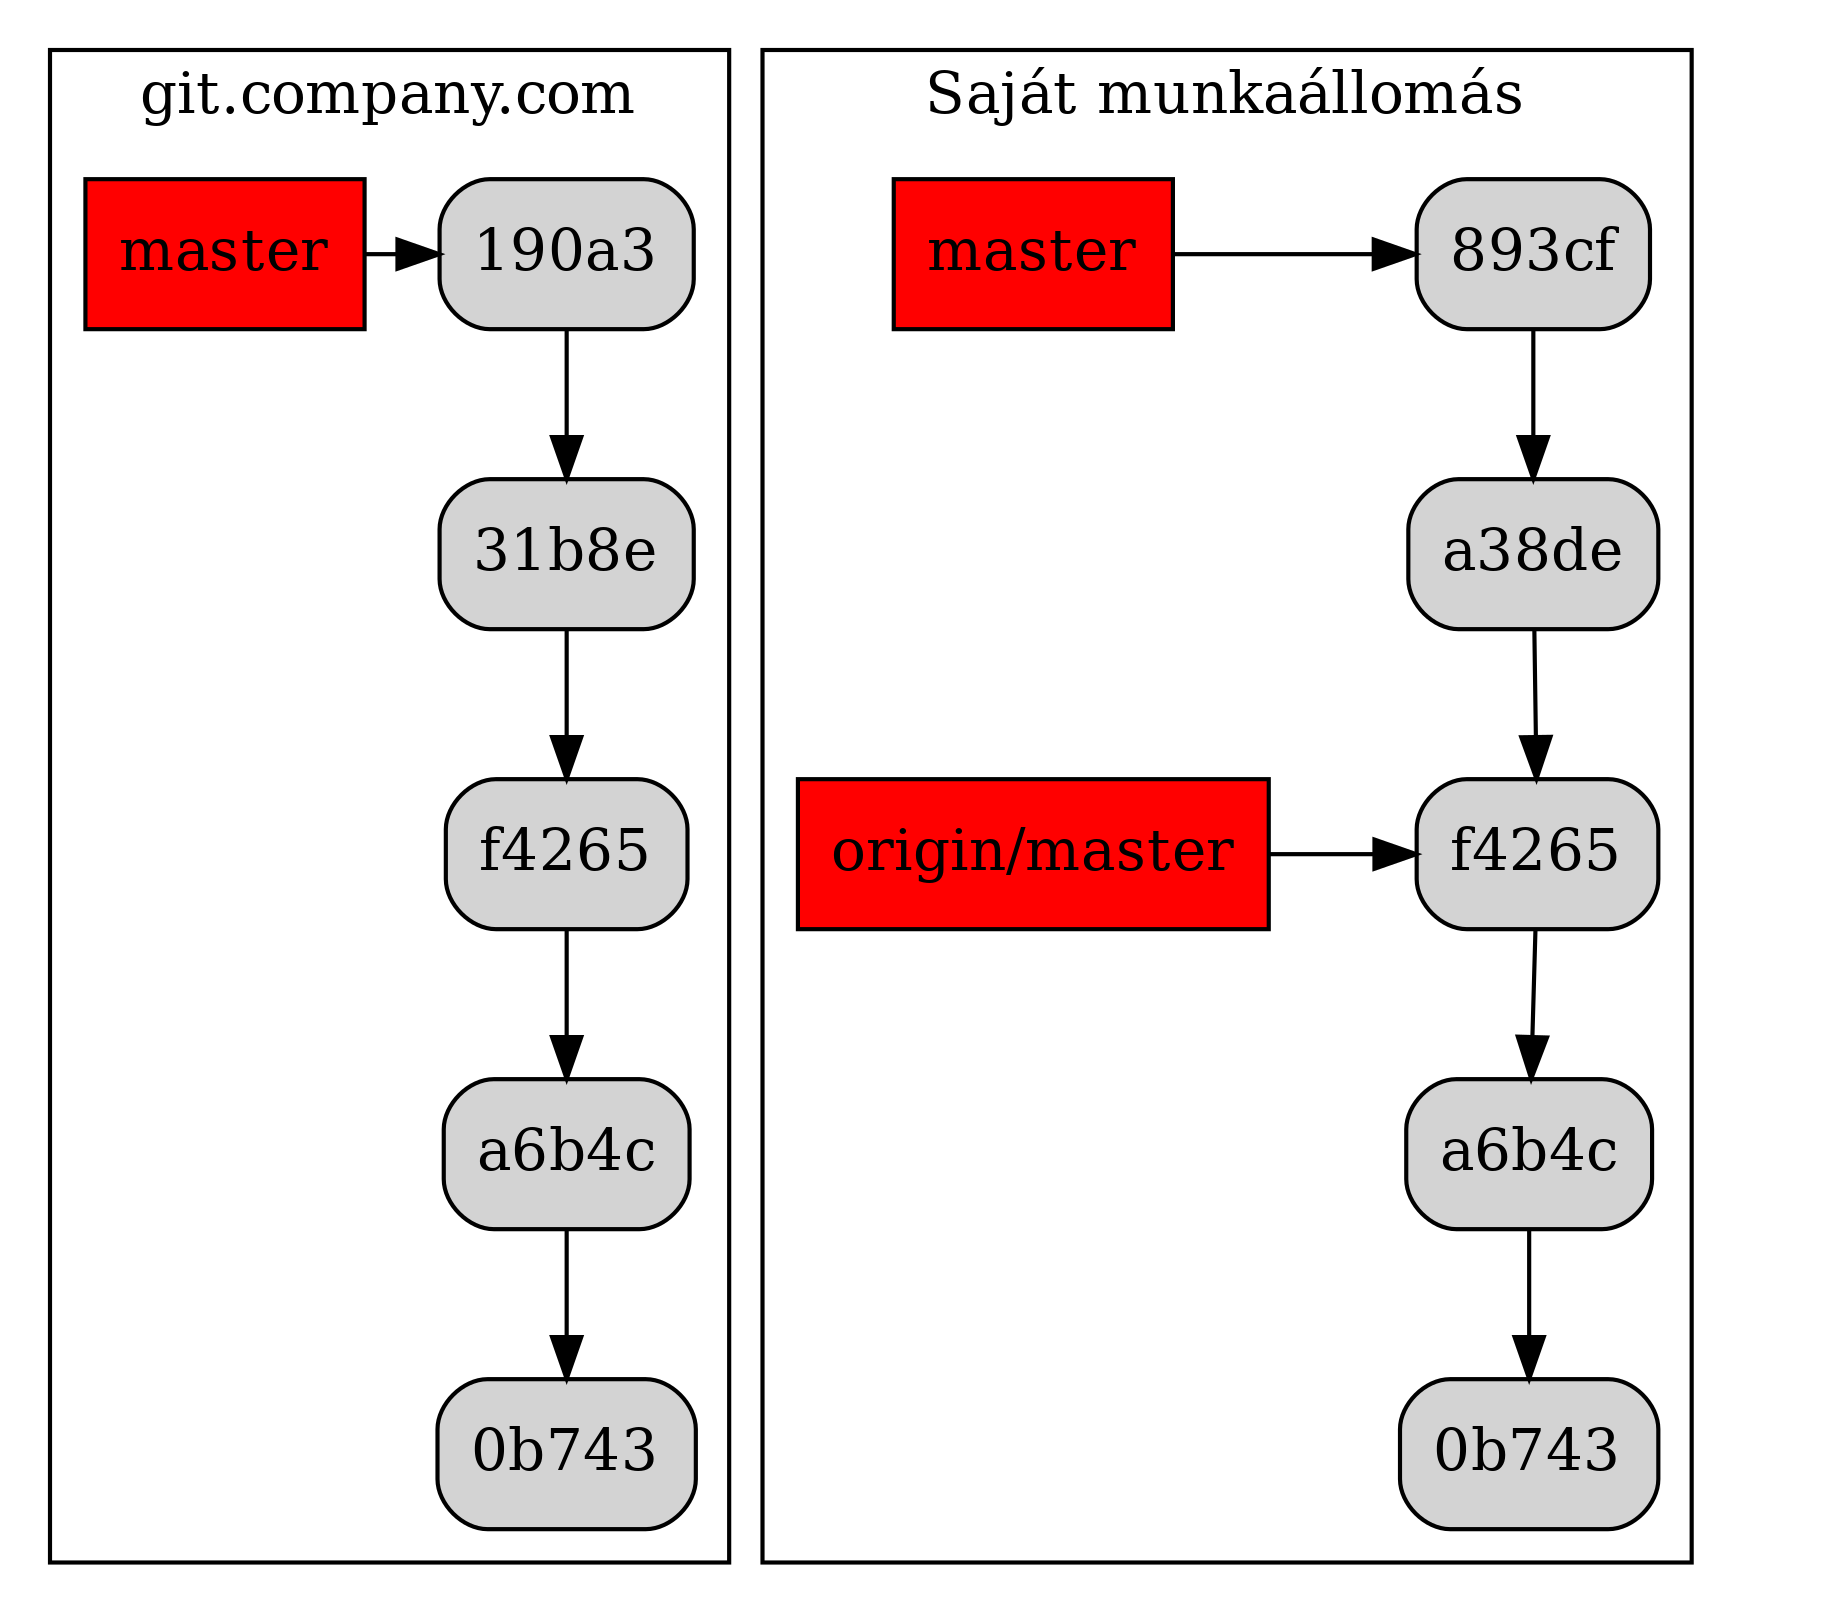 git.company.com
master
190a3
31b8e
f4265
a6b4c
0b743
Saját munkaállomás
master
893cf
a38de
origin/master
f4265
a6b4c
0b743